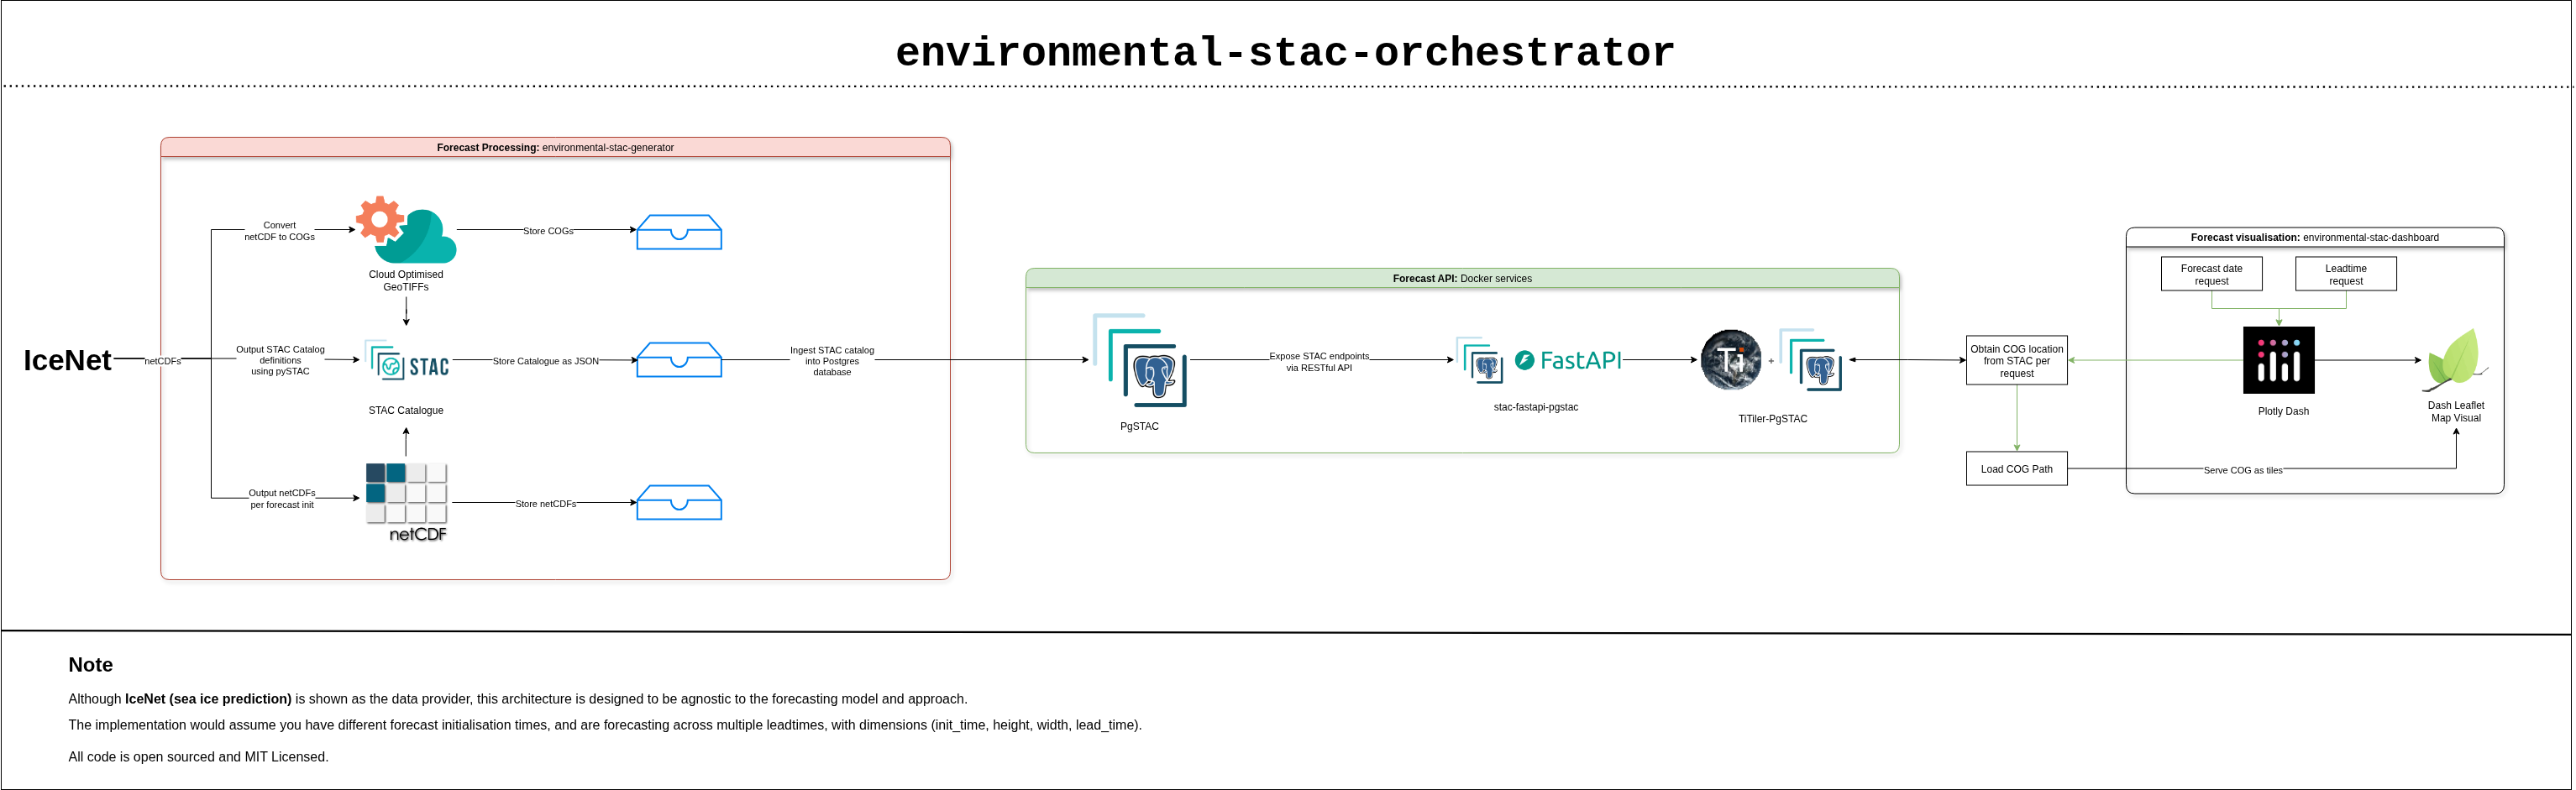 environmental-stac-orchestrator
Forecast Processing: environmental-stac-generator
Convert
netCDF to COGs
Store COGs
Cloud Optimised
GeoTIFFs
IceNet
netCDFs
Output STAC Catalog
definitions
using pySTAC
STAC
Store Catalogue as JSON
Ingest STAC catalog
into Postgres
database
STAC Catalogue
Output netCDFs
per forecast init
netCDF
Store netCDFs
Forecast API: Docker services
PgSTAC
Expose STAC endpoints
via RESTful API
FastAPI
stac-fastapi-pgstac
Ti
+
TiTiler-PgSTAC
Obtain COG location
from STAC per
request
Load COG Path
Forecast visualisation: environmental-stac-dashboard
Forecast date
request
Leadtime
request
Plotly Dash
Dash Leaflet
Map Visual
Serve COG as tiles
Note
Although IceNet (sea ice prediction) is shown as the data provider, this architecture is designed to be agnostic to the forecasting model and approach.
The implementation would assume you have different forecast initialisation times, and are forecasting across multiple leadtimes, with dimensions (init_time, height, width, lead_time).
All code is open sourced and MIT Licensed.